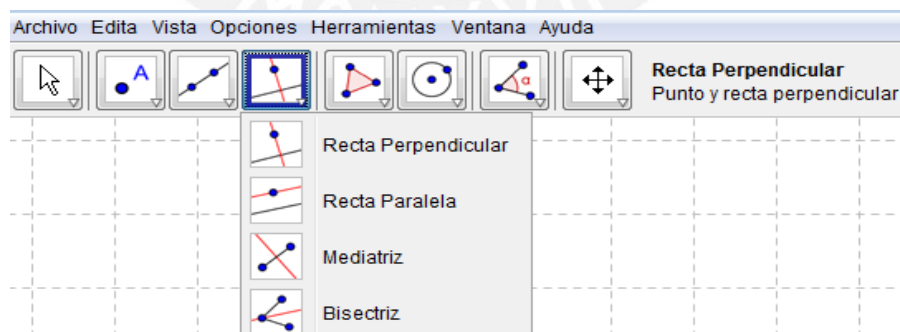 Archivo Edita Vista Opciones Herramientas Ventana Ayuda
A
α
Recta Perpendicular
Punto y recta perpendicular
Recta Perpendicular
Recta Paralela
Mediatriz
Bisectriz